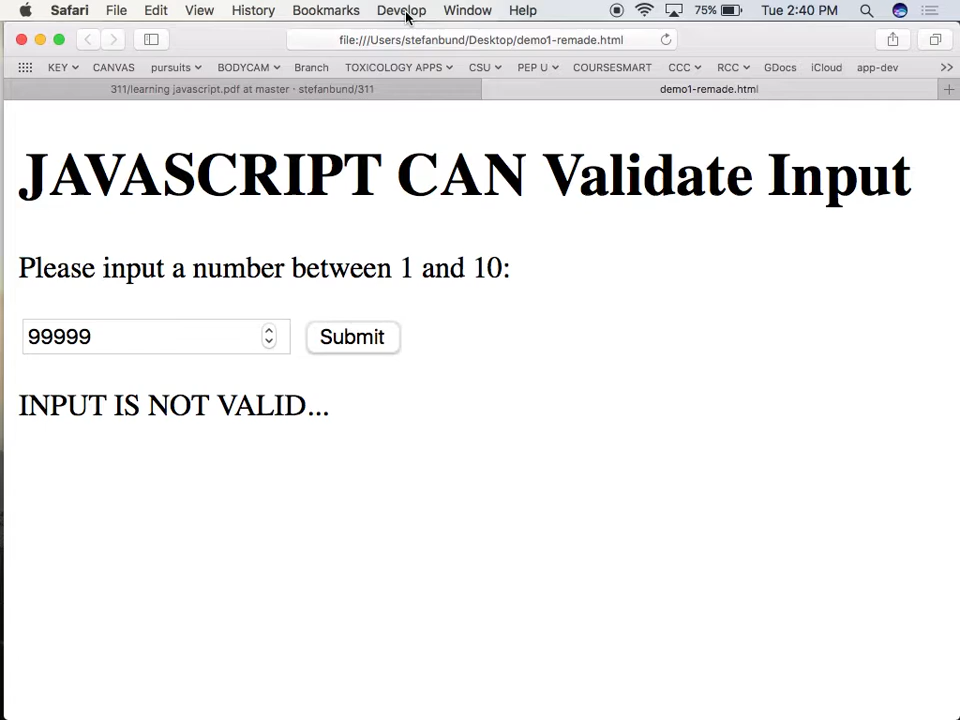 Safari File Edit View History Bookmarks Develop Window Help 75% Tue 2:40 PM
file:///Users/stefanbund/Desktop/demo1-remade.html
KEY CANVAS pursuits BODYCAM Branch TOXICOLOGY APPS CSU PEP U COURSESMART CCC RCC GDocs iCloud app-dev >>
311/learning javascript.pdf at master · stefanbund/311 demo1-remade.html +
JAVASCRIPT CAN Validate Input
Please input a number between 1 and 10:
99999 Submit
INPUT IS NOT VALID...